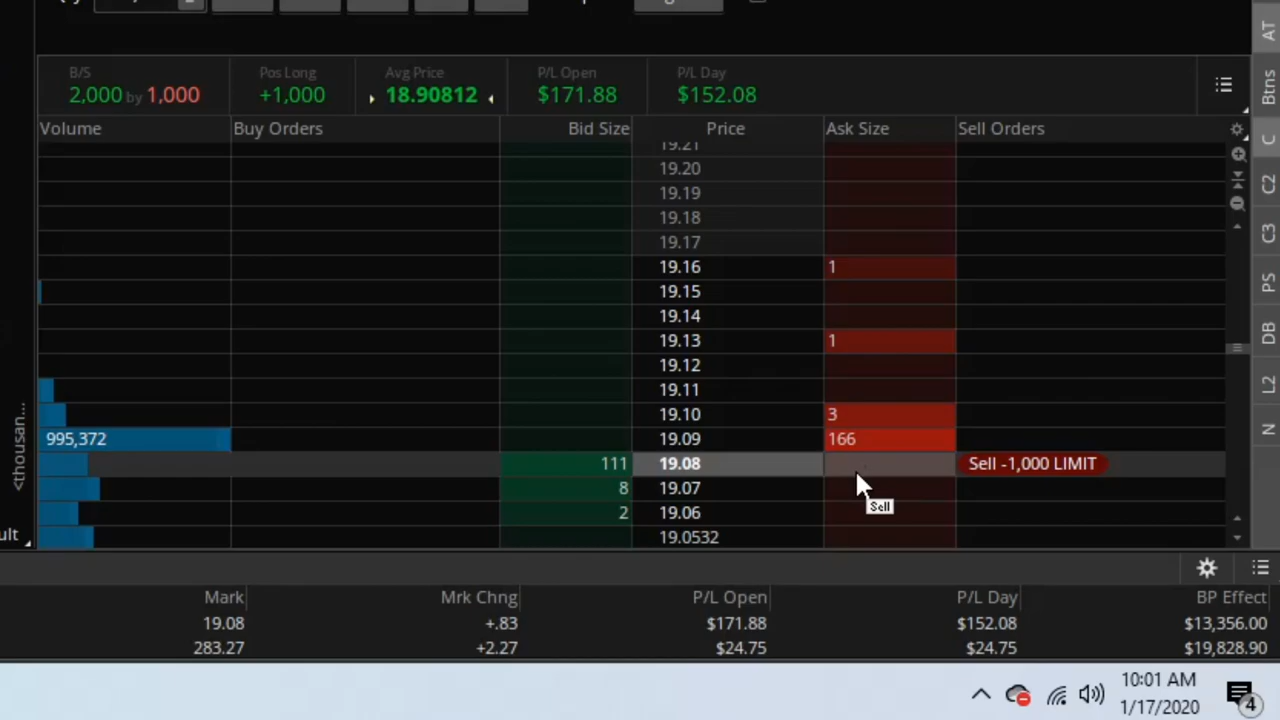 AT
B/S Pos Long Avg Price P/L Open P/L Day
2,000 by 1,000 +1,000 18.90812 $171.88 $152.08
Btns
Volume Buy Orders Bid Size Price Ask Size Sell Orders
C
19.21
19.20
19.19
C2
19.18
C3
19.17
19.16 1
PS
19.15
19.14
DB
19.13 1
19.12
L2
19.11
19.10 3
N
995,372 19.09 166
<thousan...
111 19.08 Sell -1,000 LIMIT
8 19.07
Sell
2 19.06
ult 19.0532
Mark Mrk Chng P/L Open P/L Day BP Effect
19.08 +.83 $171.88 $152.08 $13,356.00
283.27 +2.27 $24.75 $24.75 $19,828.90
10:01 AM
1/17/2020
4